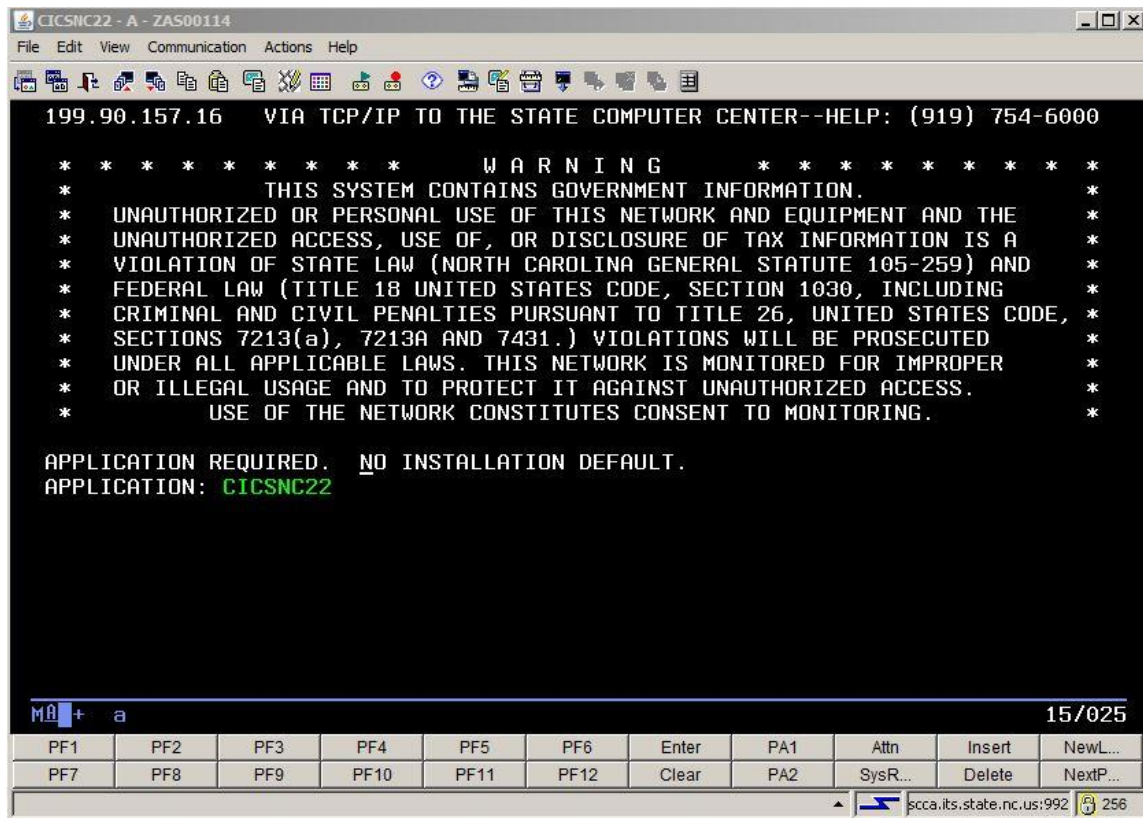 CICSNC22 - A - ZAS00114
File Edit View Communication Actions Help
199.90.157.16 VIA TCP/IP TO THE STATE COMPUTER CENTER--HELP: (919) 754-6000
* * * * * * * * * W A R N I N G * * * * * * * * *
* THIS SYSTEM CONTAINS GOVERNMENT INFORMATION. *
* UNAUTHORIZED OR PERSONAL USE OF THIS NETWORK AND EQUIPMENT AND THE *
* UNAUTHORIZED ACCESS, USE OF, OR DISCLOSURE OF TAX INFORMATION IS A *
* VIOLATION OF STATE LAW (NORTH CAROLINA GENERAL STATUTE 105-259) AND *
* FEDERAL LAW (TITLE 18 UNITED STATES CODE, SECTION 1030, INCLUDING *
* CRIMINAL AND CIVIL PENALTIES PURSUANT TO TITLE 26, UNITED STATES CODE, *
* SECTIONS 7213(a), 7213A AND 7431.) VIOLATIONS WILL BE PROSECUTED *
* UNDER ALL APPLICABLE LAWS. THIS NETWORK IS MONITORED FOR IMPROPER *
* OR ILLEGAL USAGE AND TO PROTECT IT AGAINST UNAUTHORIZED ACCESS. *
* USE OF THE NETWORK CONSTITUTES CONSENT TO MONITORING. *
APPLICATION REQUIRED. NO INSTALLATION DEFAULT.
APPLICATION: CICSNC22
MA + a 15/025
PF1 PF2 PF3 PF4 PF5 PF6 Enter PA1 Attn Insert NewL...
PF7 PF8 PF9 PF10 PF11 PF12 Clear PA2 SysR... Delete NextP...
scca.its.state.nc.us:992 256